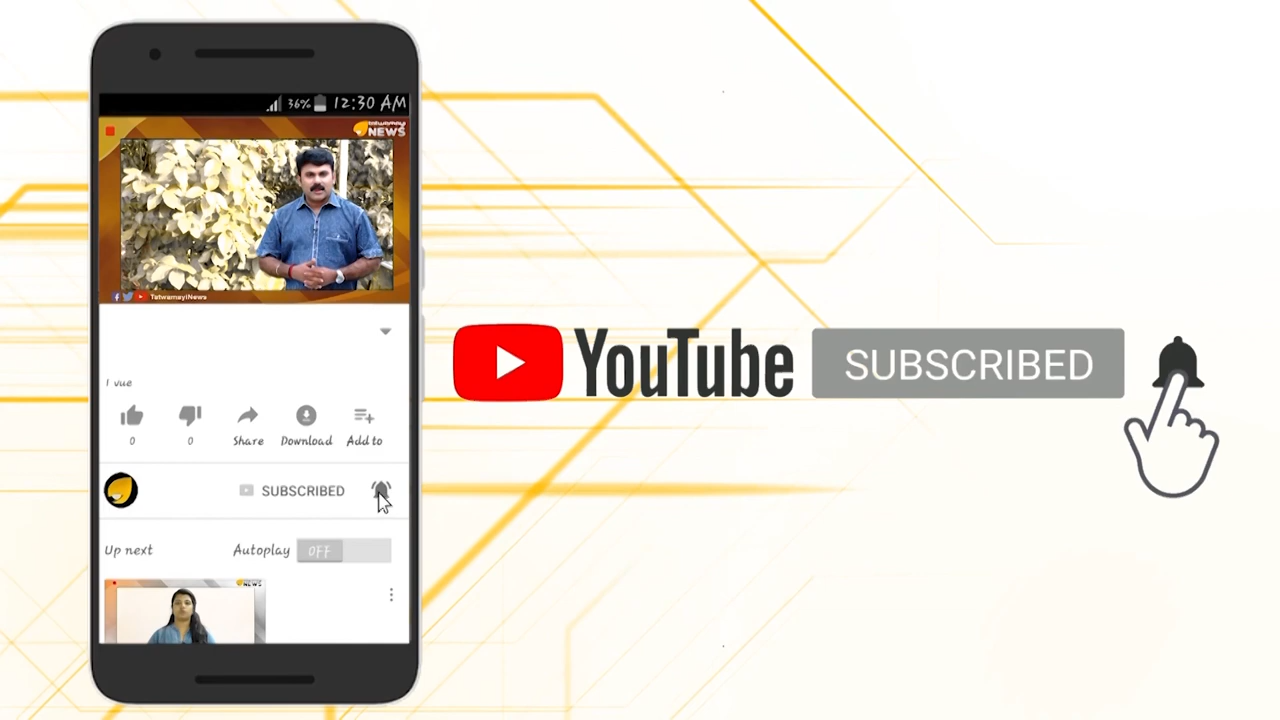 36% 12:30 AM
Tatwamayi
NEWS
TatwamayiNews
1 vue
0 0 Share Download Add to
SUBSCRIBED
Up next Autoplay OFF
NEWS
YouTube SUBSCRIBED